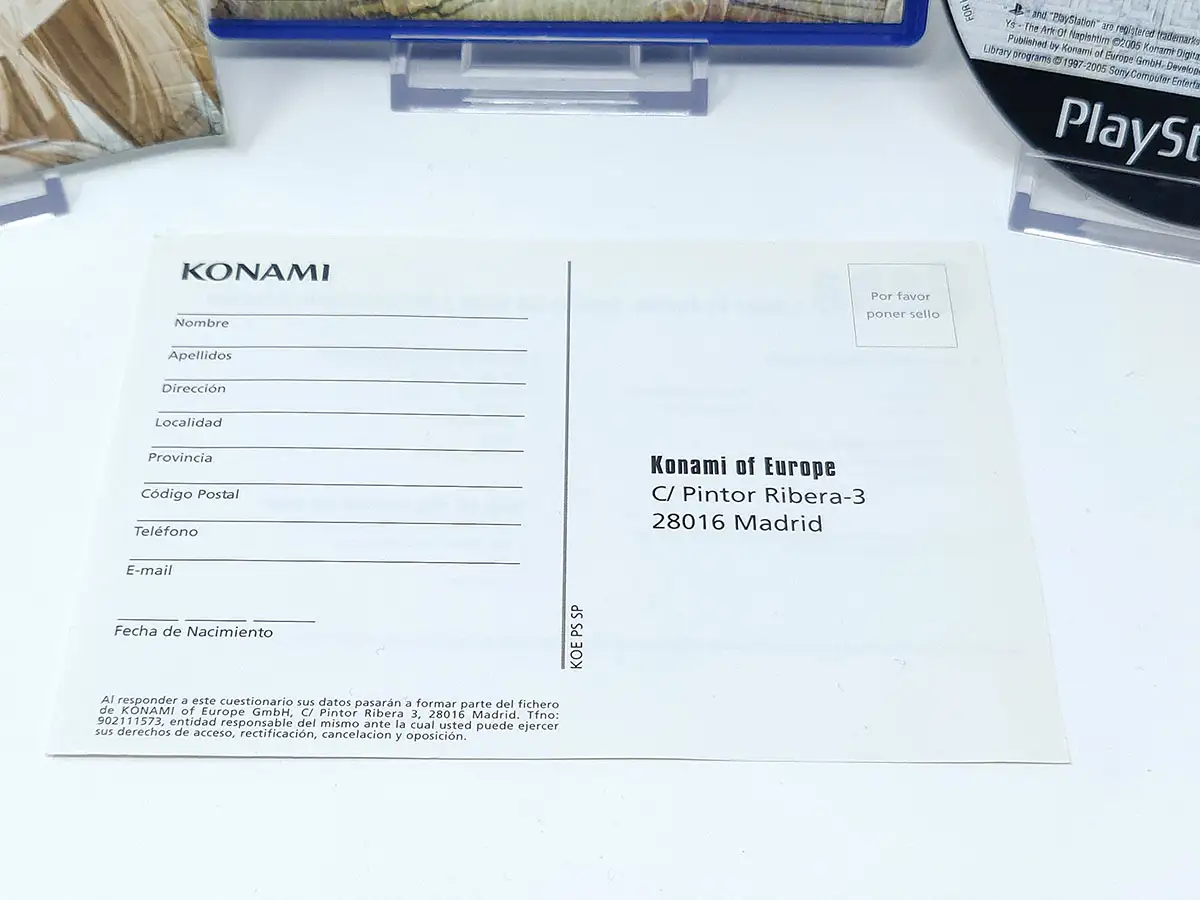 FOR
and "PlayStation" are registered trademarks
Ys - The Ark Of Napishtim ©2005 Konami Digital
Published by Konami of Europe GmbH. Develope
Library programs ©1997-2005 Sony Computer Enterta
PlaySt
KONAMI
Nombre
Apellidos
Dirección
Localidad
Provincia
Código Postal
Teléfono
E-mail
Fecha de Nacimiento
Al responder a este cuestionario sus datos pasarán a formar parte del fichero
de KONAMI of Europe GmbH, C/ Pintor Ribera 3, 28016 Madrid. Tfno:
902111573, entidad responsable del mismo ante la cual usted puede ejercer
sus derechos de acceso, rectificación, cancelacion y oposición.
KOE PS SP
Por favor
poner sello
Konami of Europe
C/ Pintor Ribera-3
28016 Madrid